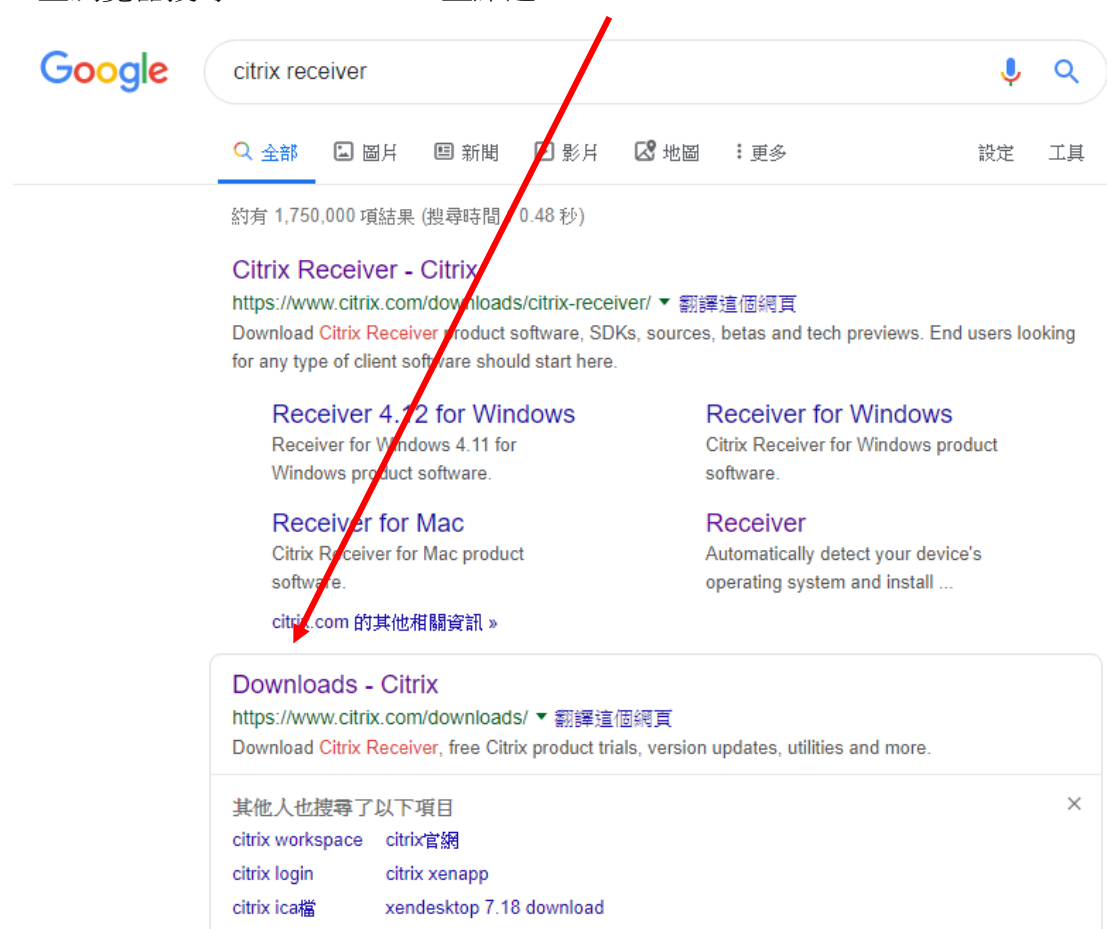 Google citrix receiver
全部 圖片 新聞 影片 地圖 更多 設定 工具
約有 1,750,000 項結果 (搜尋時間 0.48 秒)
Citrix Receiver - Citrix
https://www.citrix.com/downloads/citrix-receiver/ 翻譯這個網頁
Download Citrix Receiver product software, SDKs, sources, betas and tech previews. End users looking
for any type of client software should start here.
Receiver 4.12 for Windows
Receiver for Windows 4.11 for
Windows product software.
Receiver for Windows
Citrix Receiver for Windows product
software.
Receiver for Mac
Citrix Receiver for Mac product
software.
Receiver
Automatically detect your device's
operating system and install ...
citrix.com 的其他相關資訊 »
Downloads - Citrix
https://www.citrix.com/downloads/ 翻譯這個網頁
Download Citrix Receiver, free Citrix product trials, version updates, utilities and more.
其他人也搜尋了以下項目
citrix workspace citrix官網
citrix login citrix xenapp
citrix ica檔 xendesktop 7.18 download